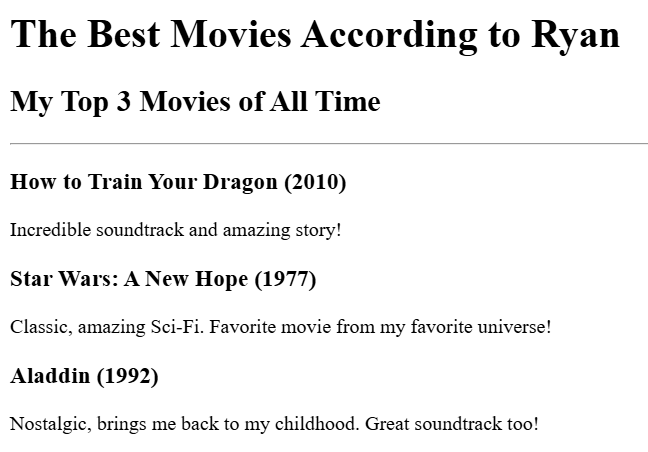 The Best Movies According to Ryan
My Top 3 Movies of All Time
How to Train Your Dragon (2010)
Incredible soundtrack and amazing story!
Star Wars: A New Hope (1977)
Classic, amazing Sci-Fi. Favorite movie from my favorite universe!
Aladdin (1992)
Nostalgic, brings me back to my childhood. Great soundtrack too!